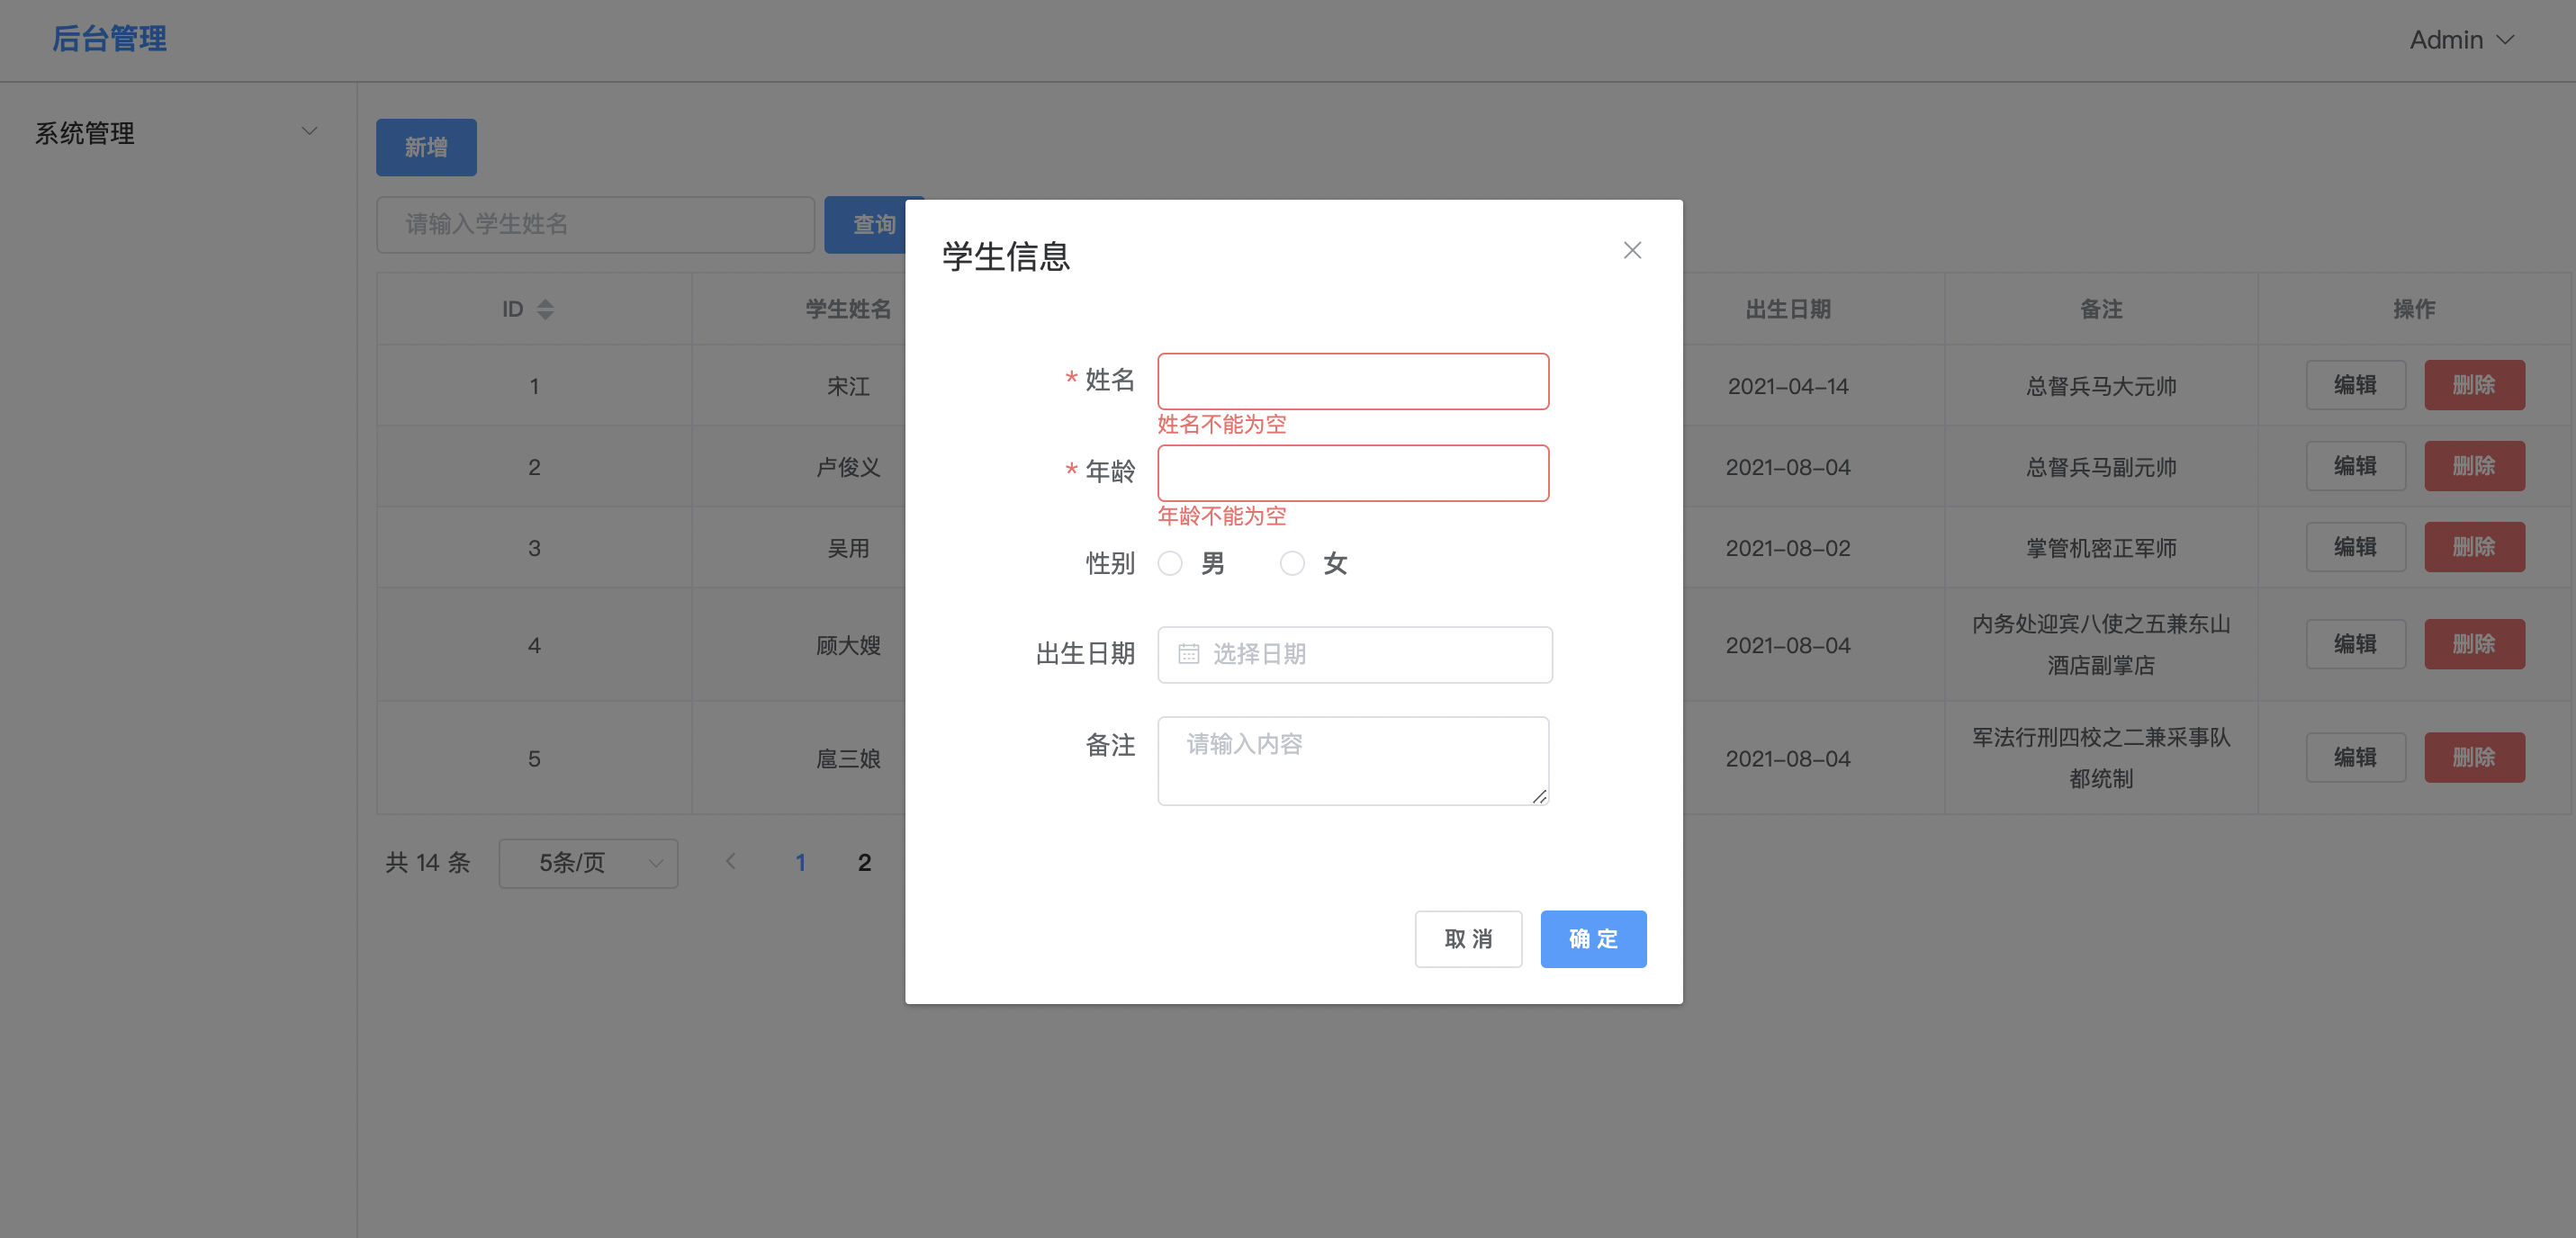 后台管理
Admin
系统管理
新增
请输入学生姓名
查询
学生信息
ID 学生姓名 出生日期 备注 操作
1 宋江 2021-04-14 总督兵马大元帅 编辑 删除
2 卢俊义 2021-08-04 总督兵马副元帅 编辑 删除
3 吴用 2021-08-02 掌管机密正军师 编辑 删除
4 顾大嫂 2021-08-04 内务处迎宾八使之五兼东山
酒店副掌店 编辑 删除
5 扈三娘 2021-08-04 军法行刑四校之二兼采事队
都统制 编辑 删除
* 姓名
姓名不能为空
* 年龄
年龄不能为空
性别 男 女
出生日期 选择日期
备注 请输入内容
取 消 确 定
共 14 条 5条/页 1 2